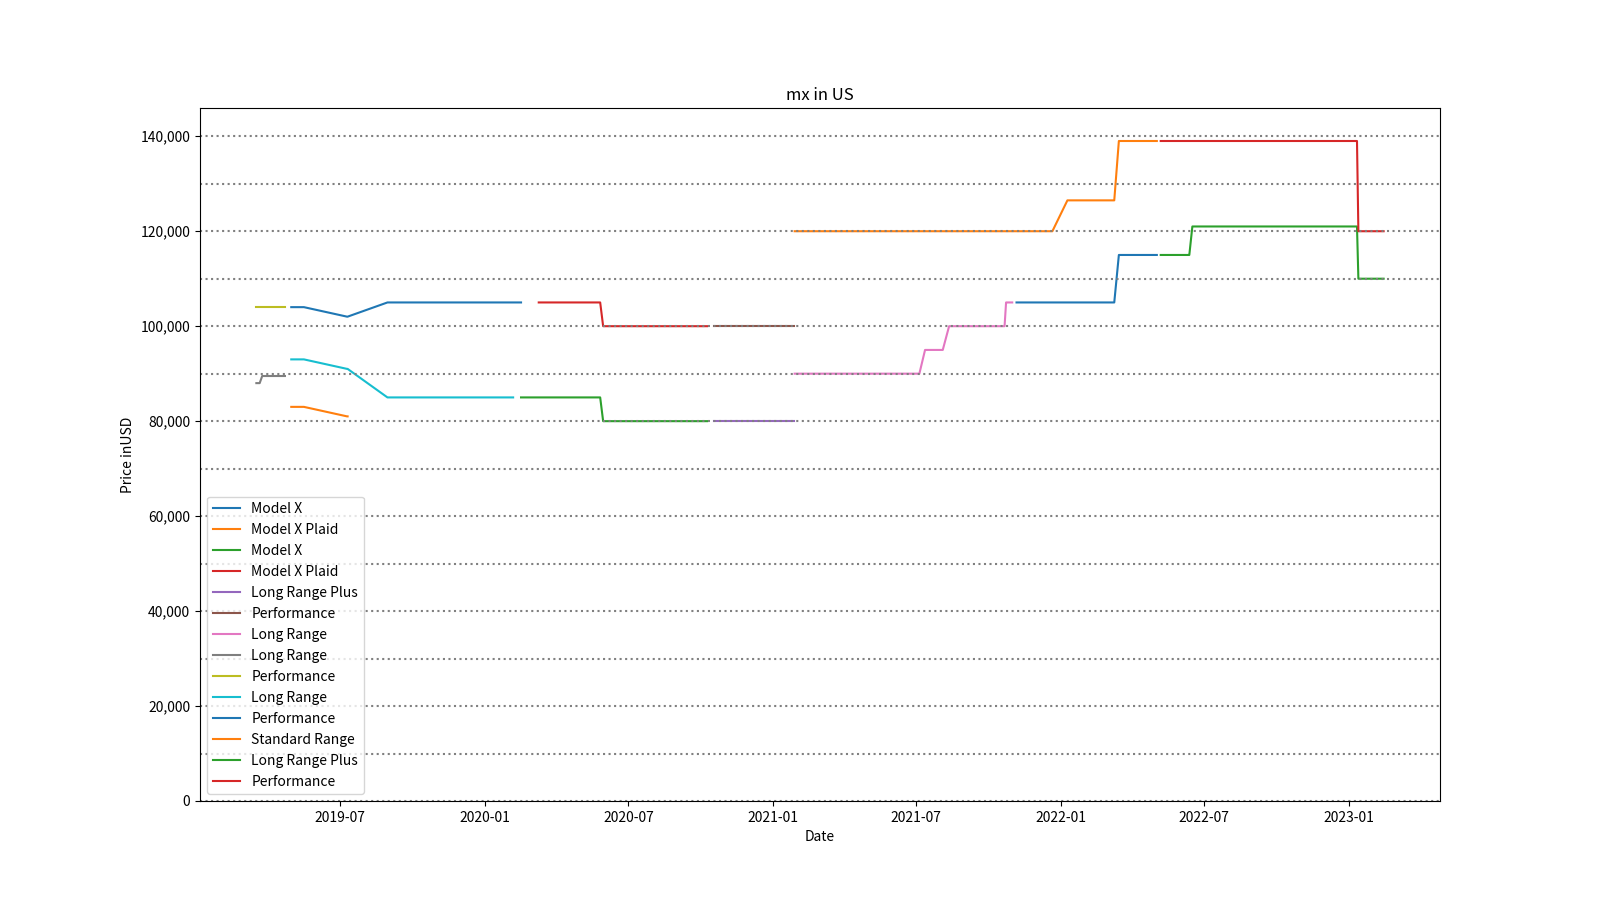 mx in US
140,000
120,000
100,000
80,000
60,000
40,000
20,000
0
Price inUSD
Model X
Model X Plaid
Model X
Model X Plaid
Long Range Plus
Performance
Long Range
Long Range
Performance
Long Range
Performance
Standard Range
Long Range Plus
Performance
2019-07 2020-01 2020-07 2021-01 2021-07 2022-01 2022-07 2023-01
Date